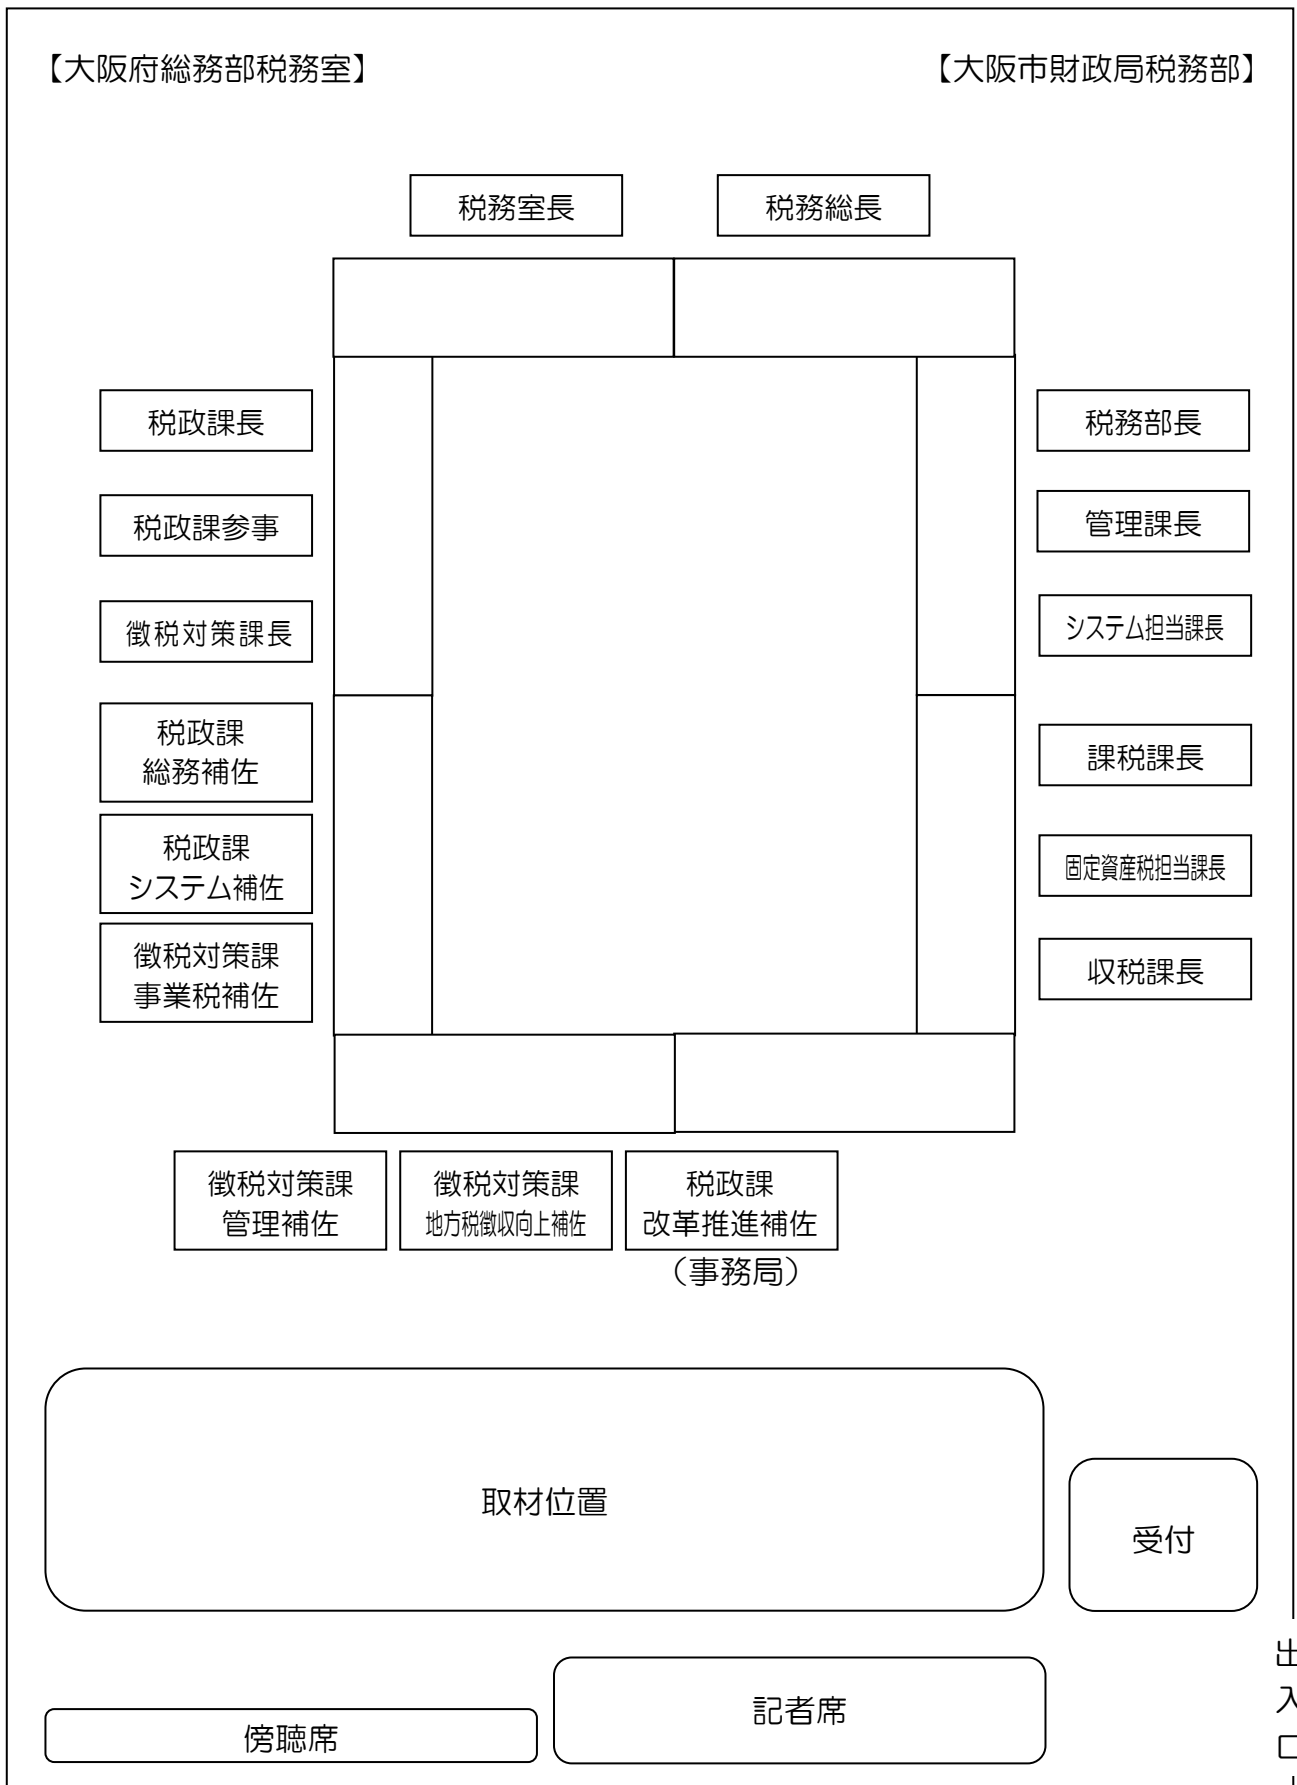 【大阪府総務部税務室】
【大阪市財政局税務部】
税務室長
税務総長
税政課長
税務部長
税政課参事
管理課長
徴税対策課長
システム担当課長
税政課
総務補佐
課税課長
税政課
システム補佐
固定資産税担当課長
徴税対策課
事業税補佐
収税課長
徴税対策課
管理補佐
徴税対策課
地方税徴収向上補佐
税政課
改革推進補佐
（事務局）
取材位置
受付
記者席
傍聴席
出
入
口